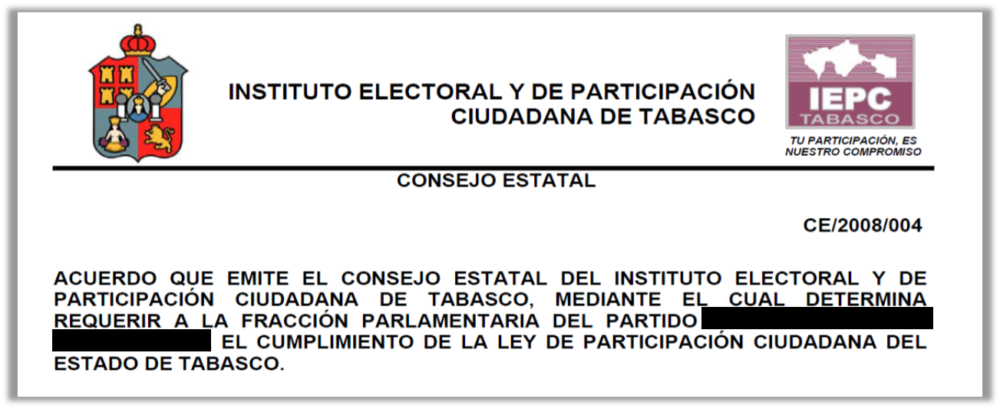 INSTITUTO ELECTORAL Y DE PARTICIPACIÓN
CIUDADANA DE TABASCO
IEPC
TABASCO
TU PARTICIPACIÓN, ES
NUESTRO COMPROMISO
CONSEJO ESTATAL
CE/2008/004
ACUERDO QUE EMITE EL CONSEJO ESTATAL DEL INSTITUTO ELECTORAL Y DE
PARTICIPACIÓN CIUDADANA DE TABASCO, MEDIANTE EL CUAL DETERMINA
REQUERIR A LA FRACCIÓN PARLAMENTARIA DEL PARTIDO
EL CUMPLIMIENTO DE LA LEY DE PARTICIPACIÓN CIUDADANA DEL
ESTADO DE TABASCO.